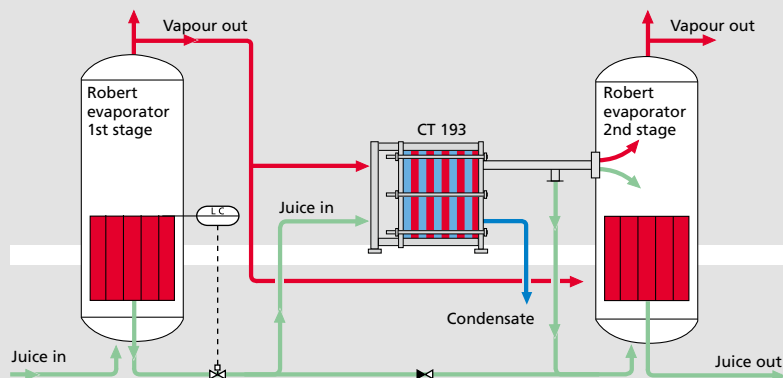 Vapour out
Vapour out
Robert
evaporator
1st stage
Robert
evaporator
2nd stage
CT 193
LC
Juice in
Condensate
Juice in
Juice out